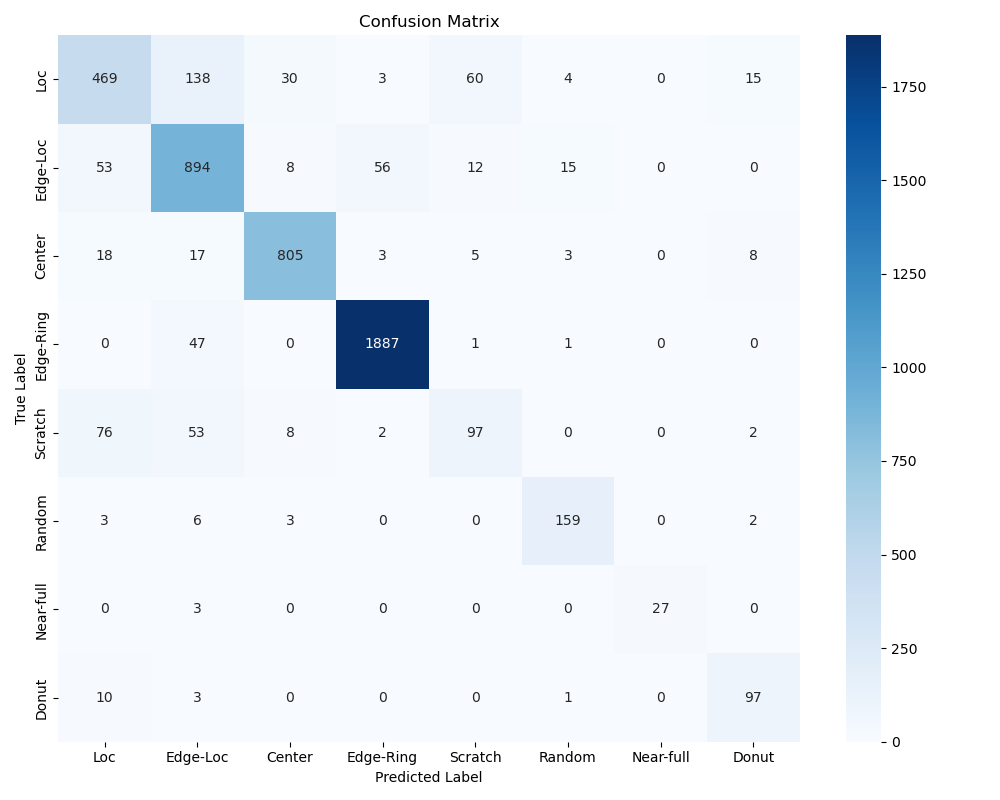 Confusion Matrix
True Label
Loc 469 138 30 3 60 4 0 15
Edge-Loc 53 894 8 56 12 15 0 0
Center 18 17 805 3 5 3 0 8
Edge-Ring 0 47 0 1887 1 1 0 0
Scratch 76 53 8 2 97 0 0 2
Random 3 6 3 0 0 159 0 2
Near-full 0 3 0 0 0 0 27 0
Donut 10 3 0 0 0 1 0 97
Loc Edge-Loc Center Edge-Ring Scratch Random Near-full Donut
Predicted Label
1750
1500
1250
1000
750
500
250
0